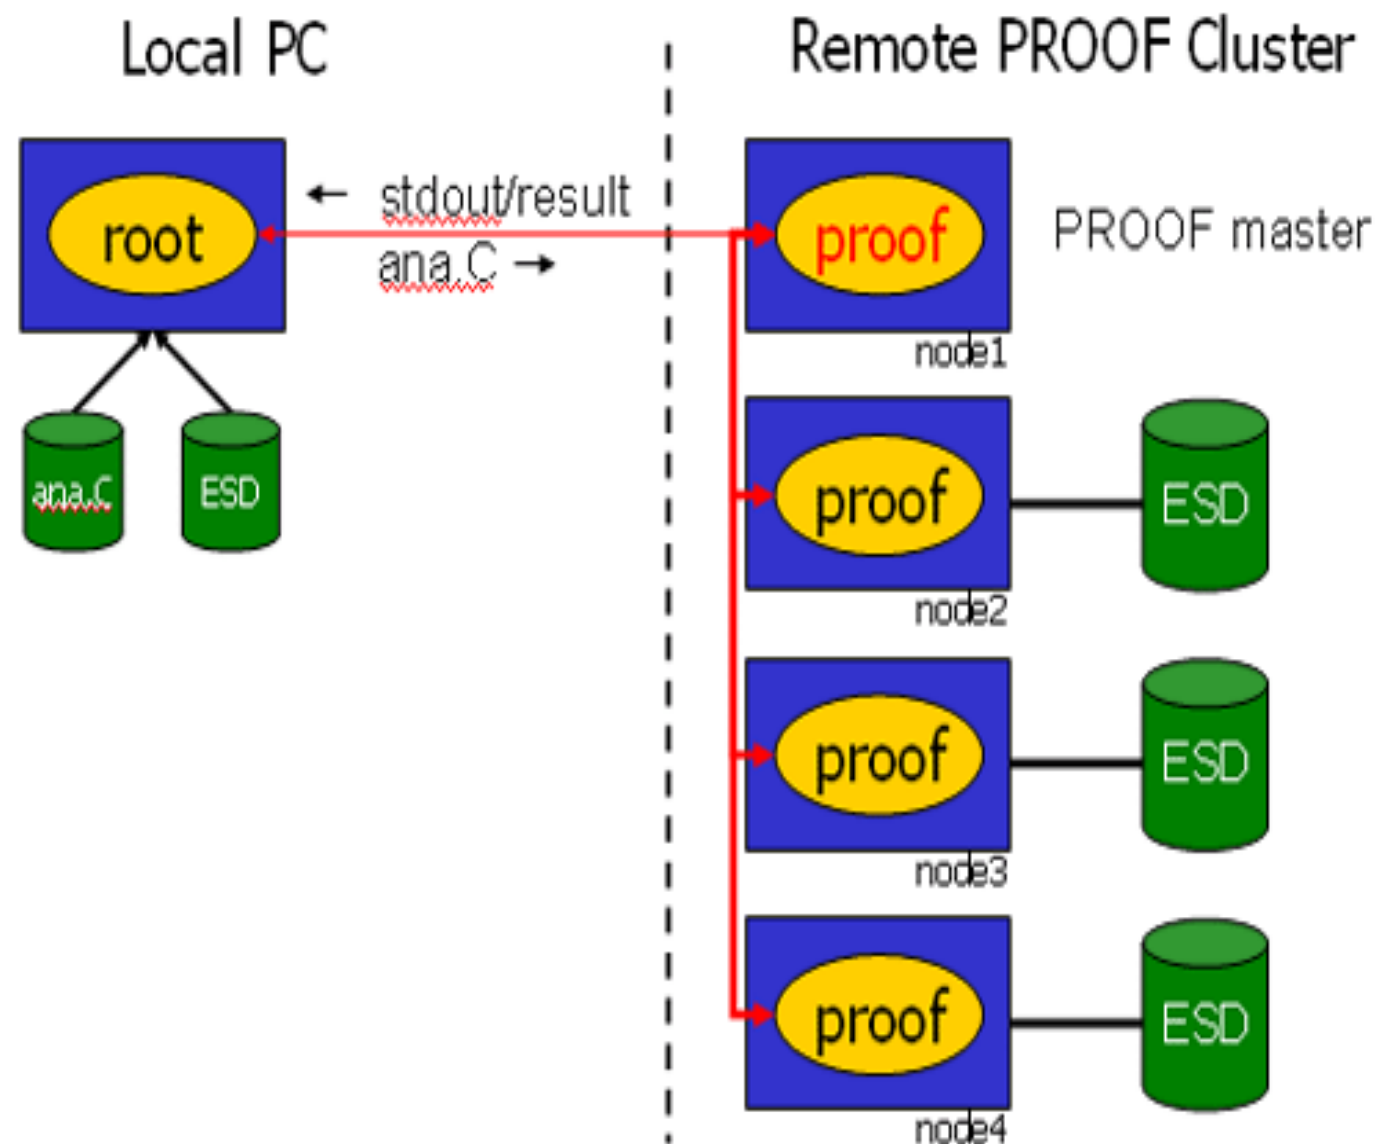 Local PC
Remote PROOF Cluster
root
← stdout/result
ana.C →
proof
PROOF master
node1
ana.C
ESD
proof
ESD
node2
proof
ESD
node3
proof
ESD
node4